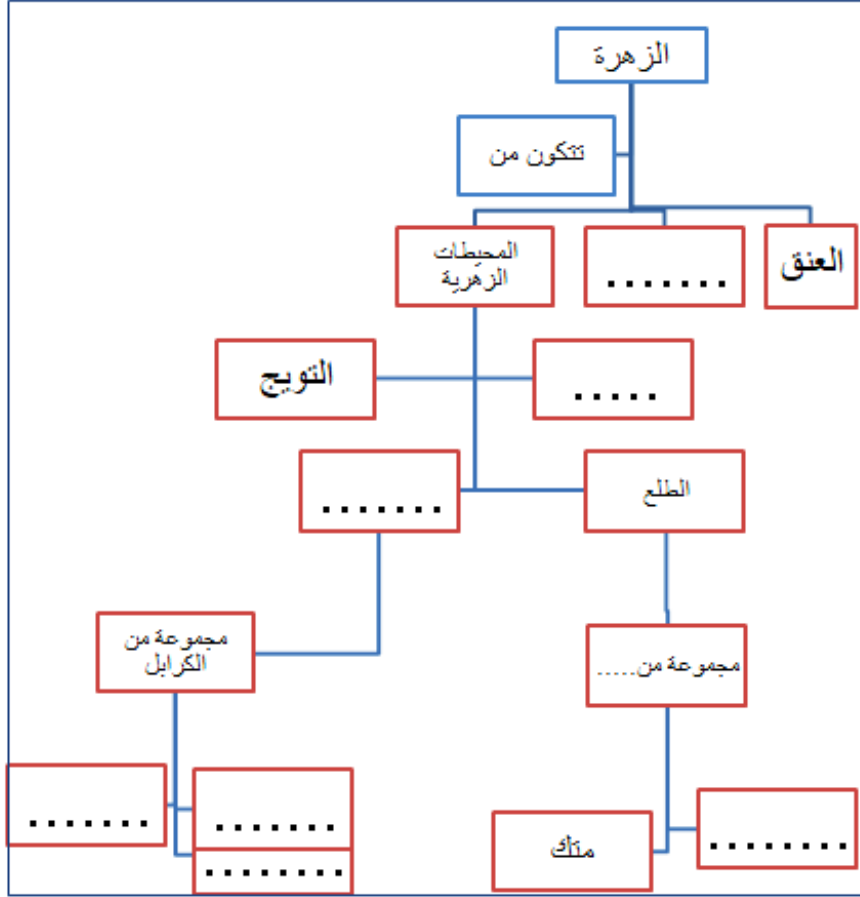 الزهرة
تتكون من
العنق
.......
المحيطات
الزهرية
.....
التويج
الطلع
.......
مجموعة من.....
مجموعة من
الكرابل
........
متك
.......
.......
........